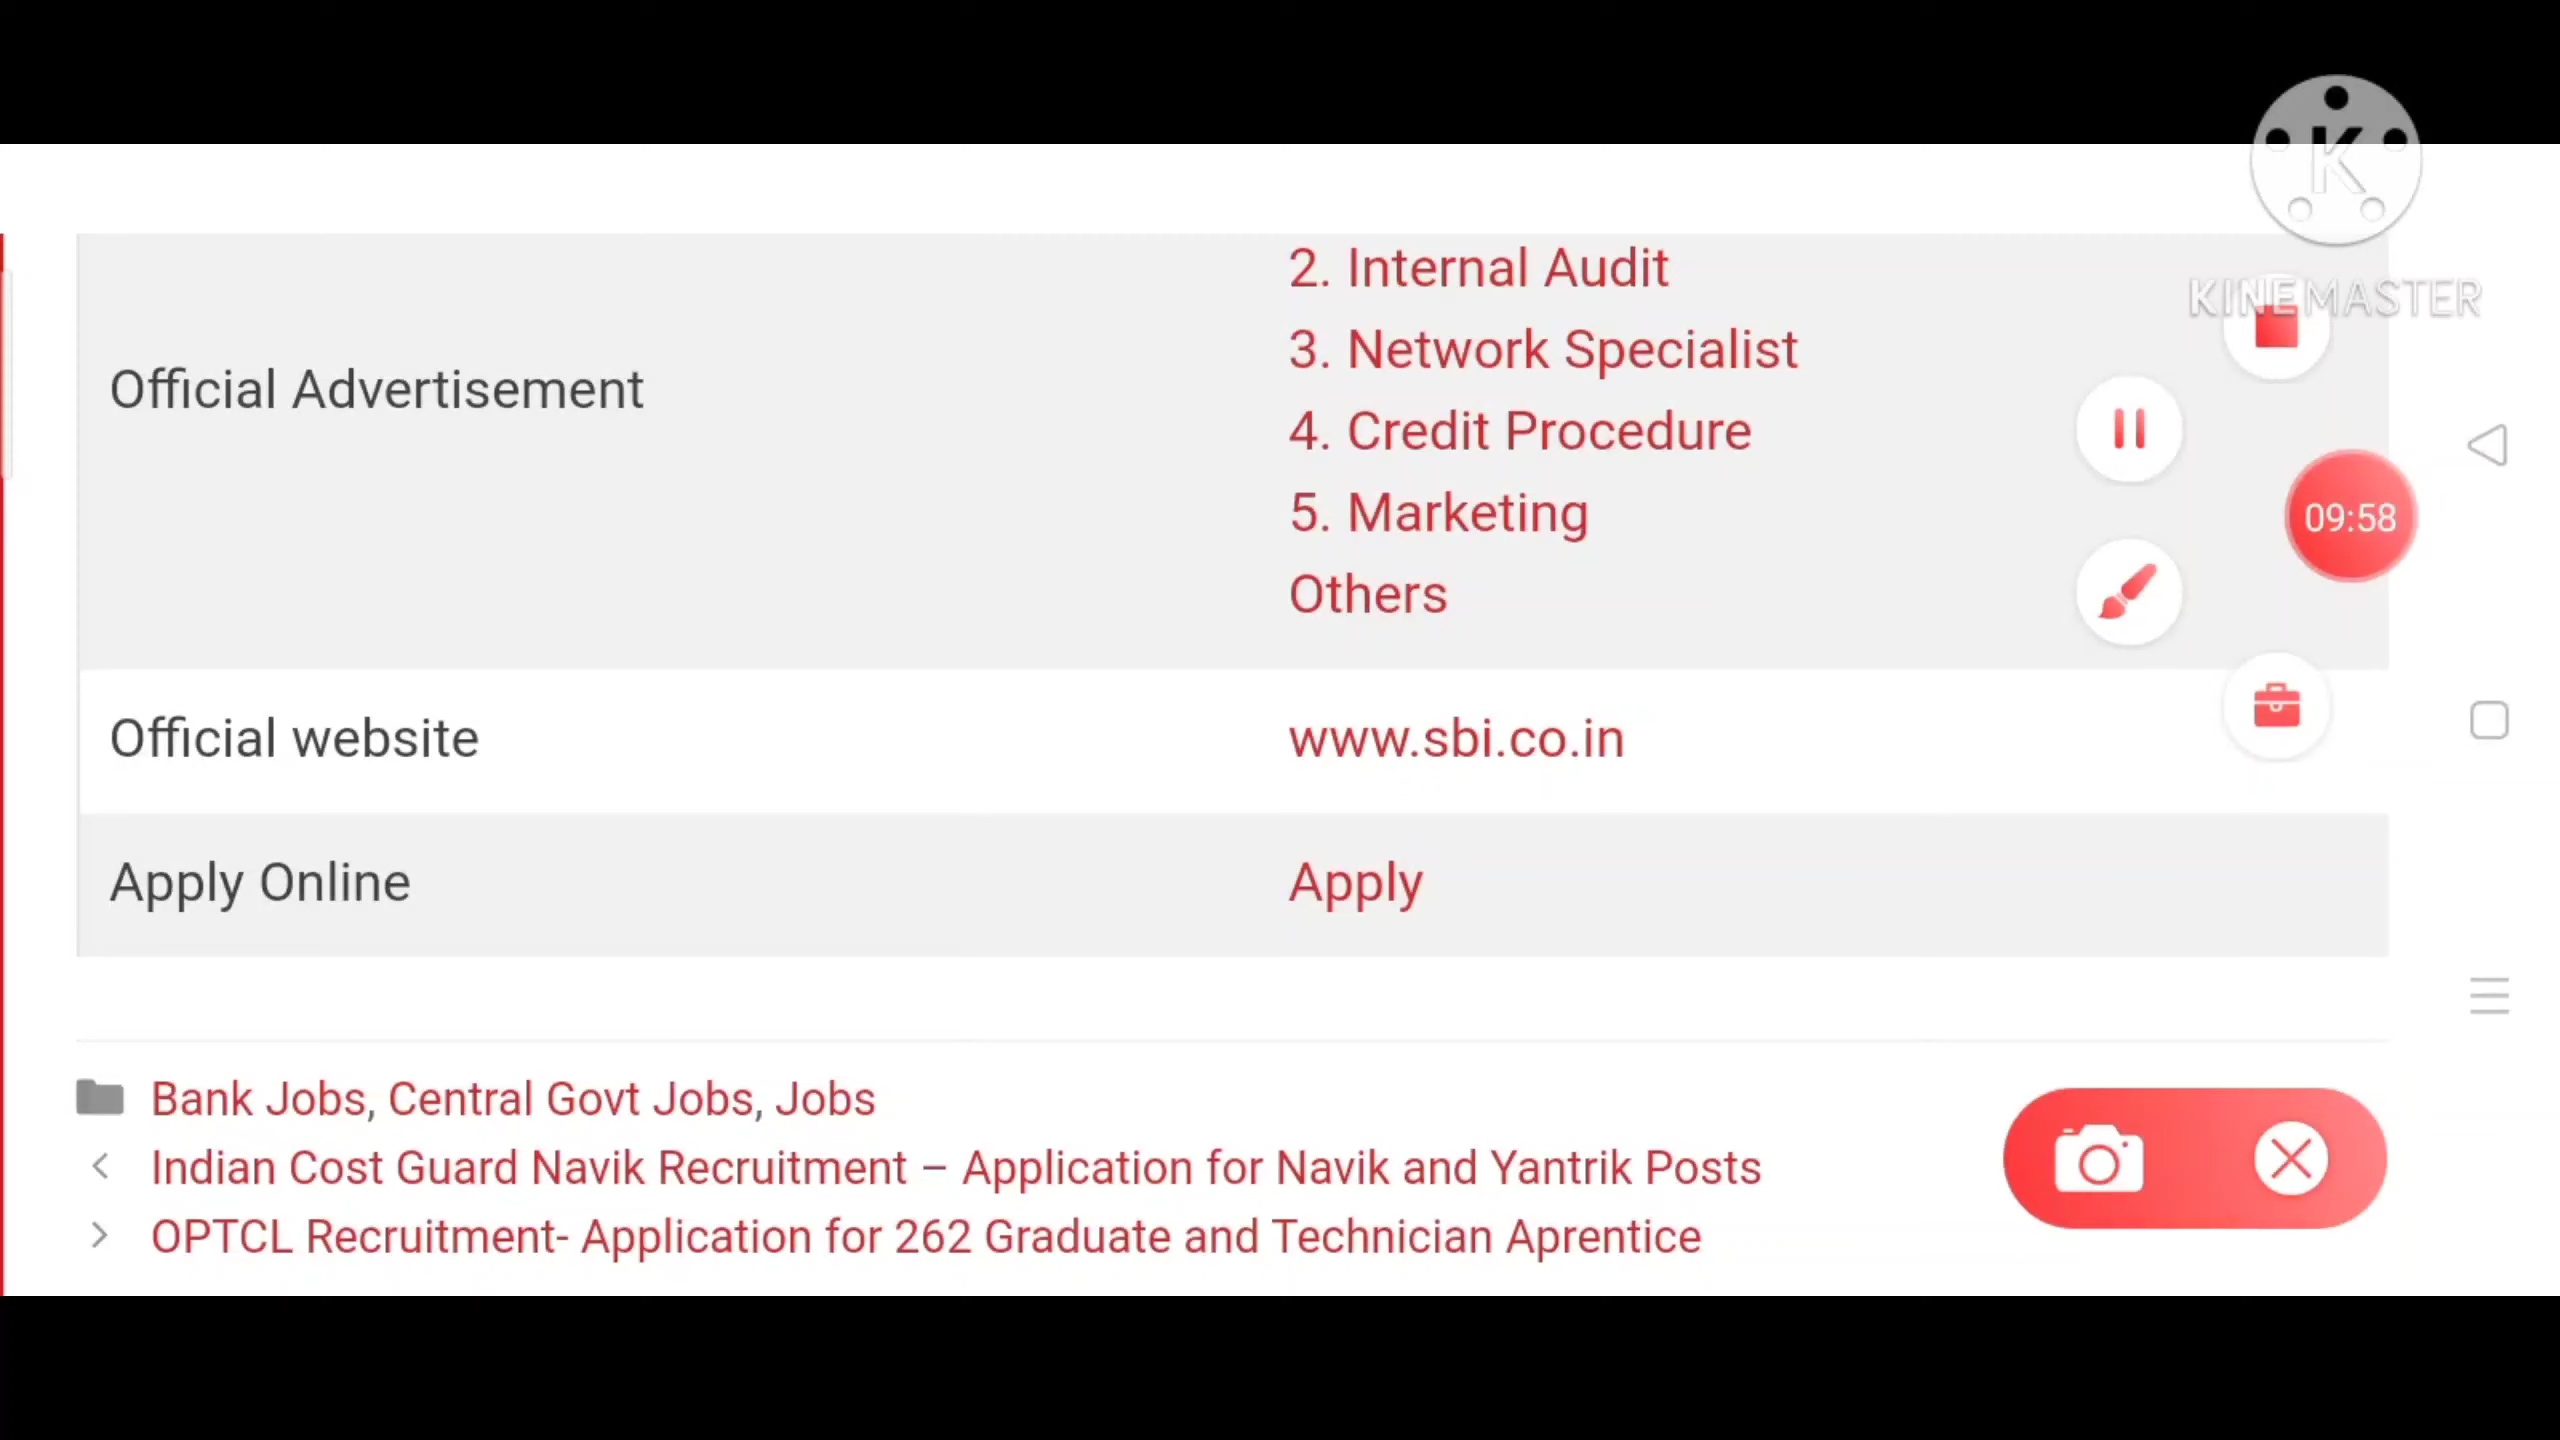 K
KINEMASTER
2. Internal Audit
3. Network Specialist
Official Advertisement
4. Credit Procedure
5. Marketing
09:58
Others
Official website
www.sbi.co.in
Apply Online
Apply
Bank Jobs, Central Govt Jobs, Jobs
Indian Cost Guard Navik Recruitment – Application for Navik and Yantrik Posts
OPTCL Recruitment- Application for 262 Graduate and Technician Aprentice